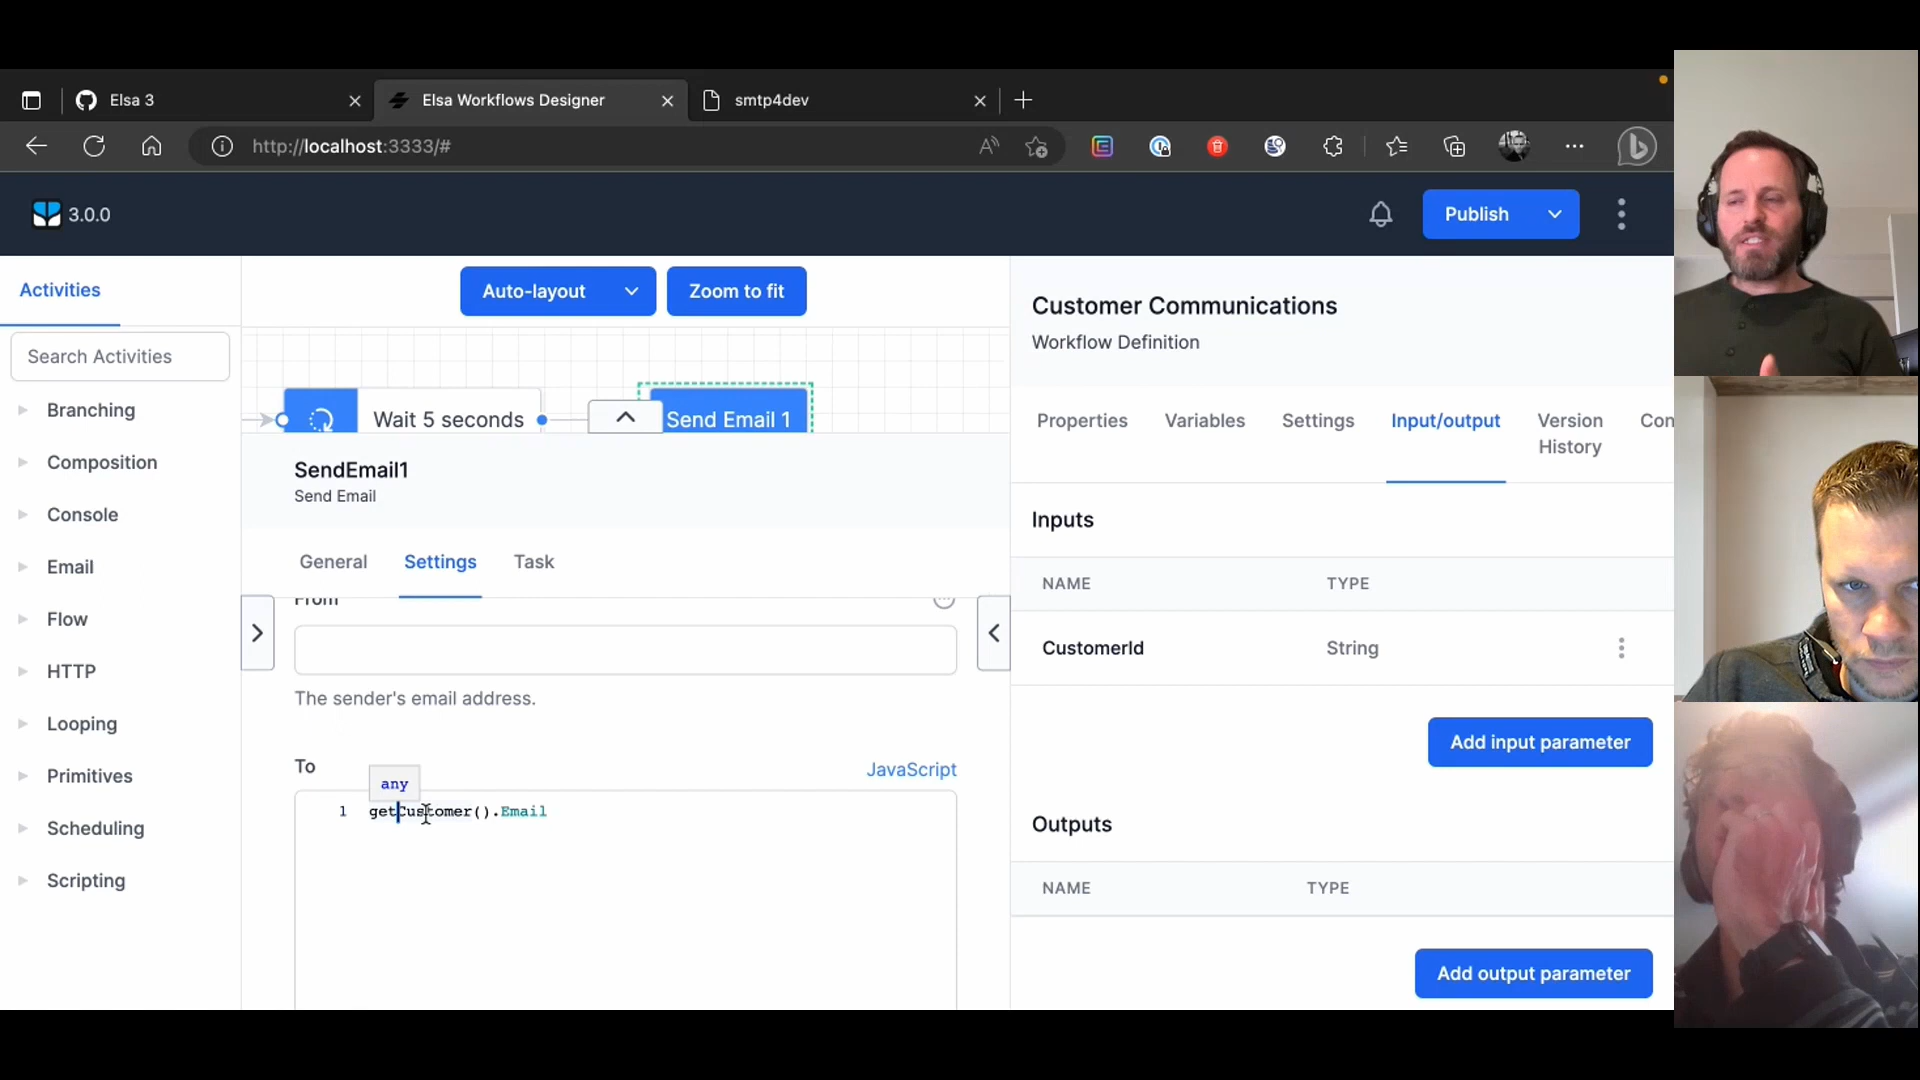 Elsa 3
Elsa Workflows Designer
smtp4dev
http://localhost:3333/#
3.0.0
Publish
Activities
Auto-layout
Zoom to fit
Search Activities
Branching
Composition
Console
Email
Flow
HTTP
Looping
Primitives
Scheduling
Scripting
Wait 5 seconds
Send Email 1
SendEmail1
Send Email
General
Settings
Task
From
The sender's email address.
To
JavaScript
any
1 getCustomer().Email
Customer Communications
Workflow Definition
Properties
Variables
Settings
Input/output
Version
History
Con
Inputs
NAME TYPE
CustomerId String
Add input parameter
Outputs
NAME TYPE
Add output parameter